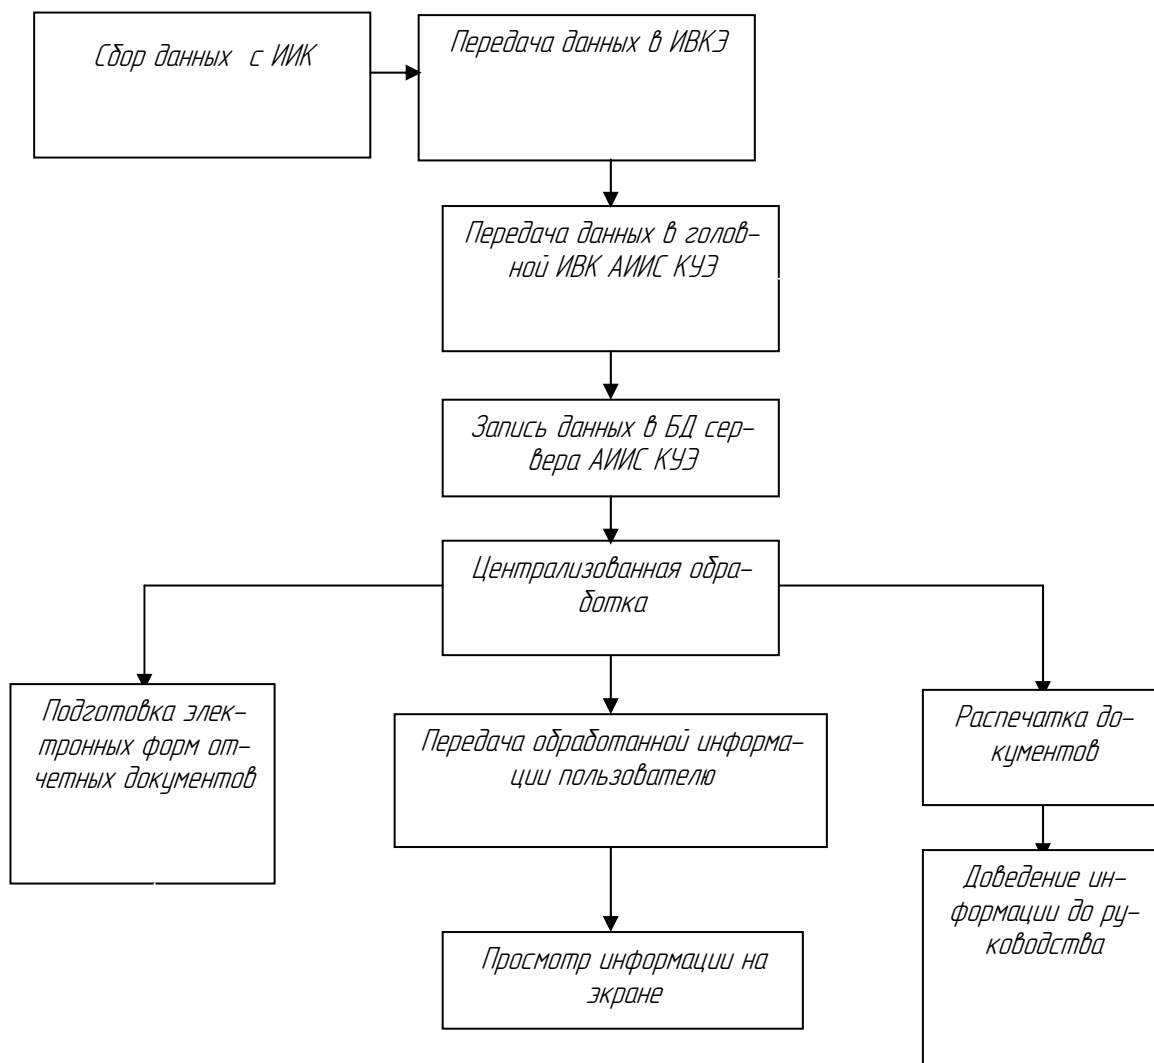 Сбор данных с ИИК
Передача данных в ИВКЭ
Передача данных в голов-
ной ИВК АИИС КУЭ
Запись данных в БД сер-
вера АИИС КУЭ
Централизованная обра-
ботка
Подготовка элек-
тронных форм от-
четных документов
Передача обработанной информа-
ции пользователю
Распечатка до-
кументов
Доведение ин-
формации до ру-
ководства
Просмотр информации на
экране